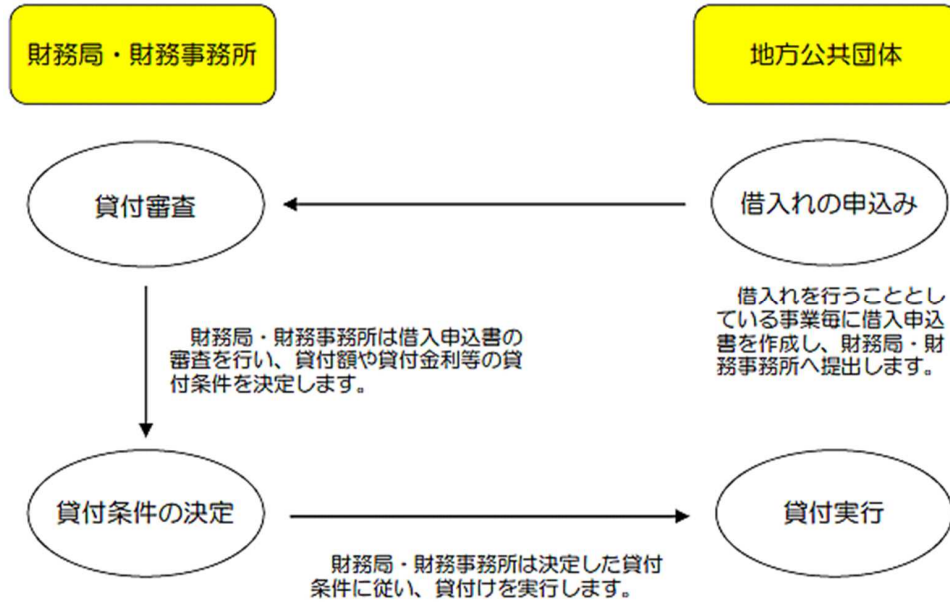 財務局・財務事務所
地方公共団体
貸付審査
借入れの申込み
借入れを行うこととし
ている事業毎に借入申込
書を作成し、財務局・財
務事務所へ提出します。
財務局・財務事務所は借入申込書の
審査を行い、貸付額や貸付金利等の貸
付条件を決定します。
貸付条件の決定
貸付実行
財務局・財務事務所は決定した貸付
条件に従い、貸付けを実行します。